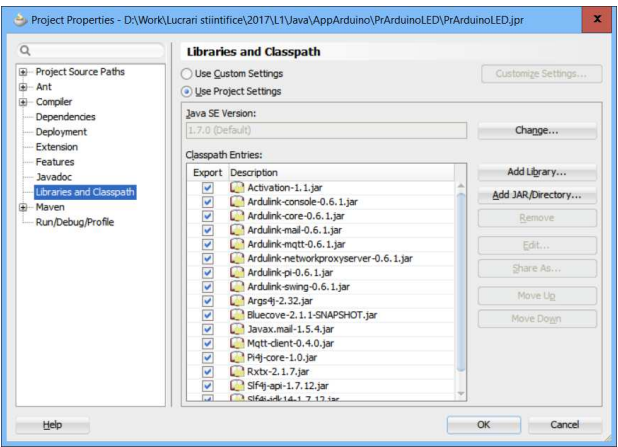 Project Properties - D:\Work\Lucrari stiintifice\2017\L1\Java\AppArduino\PrArduinoLED\PrArduinoLED.jpr
Project Source Paths
Ant
Compiler
Dependencies
Deployment
Extension
Features
Javadoc
Libraries and Classpath
Maven
Run/Debug/Profile
Libraries and Classpath
Use Custom Settings
Customize Settings...
Use Project Settings
Java SE Version:
1.7.0 (Default)
Change...
Classpath Entries:
Export Description
Activation-1.1.jar
Ardulink-console-0.6.1.jar
Ardulink-core-0.6.1.jar
Ardulink-mail-0.6.1.jar
Ardulink-mqtt-0.6.1.jar
Ardulink-networkproxyserver-0.6.1.jar
Ardulink-pi-0.6.1.jar
Ardulink-swing-0.6.1.jar
Args4j-2.32.jar
Bluecove-2.1.1-SNAPSHOT.jar
Javax.mail-1.5.4.jar
Mqtt-client-0.4.0.jar
Pi4j-core-1.0.jar
Rxtx-2.1.7.jar
Slf4j-api-1.7.12.jar
Slf4j-jdk14-1.7.12.jar
Add Library...
Add JAR/Directory...
Remove
Edit...
Share As...
Move Up
Move Down
Help
OK
Cancel